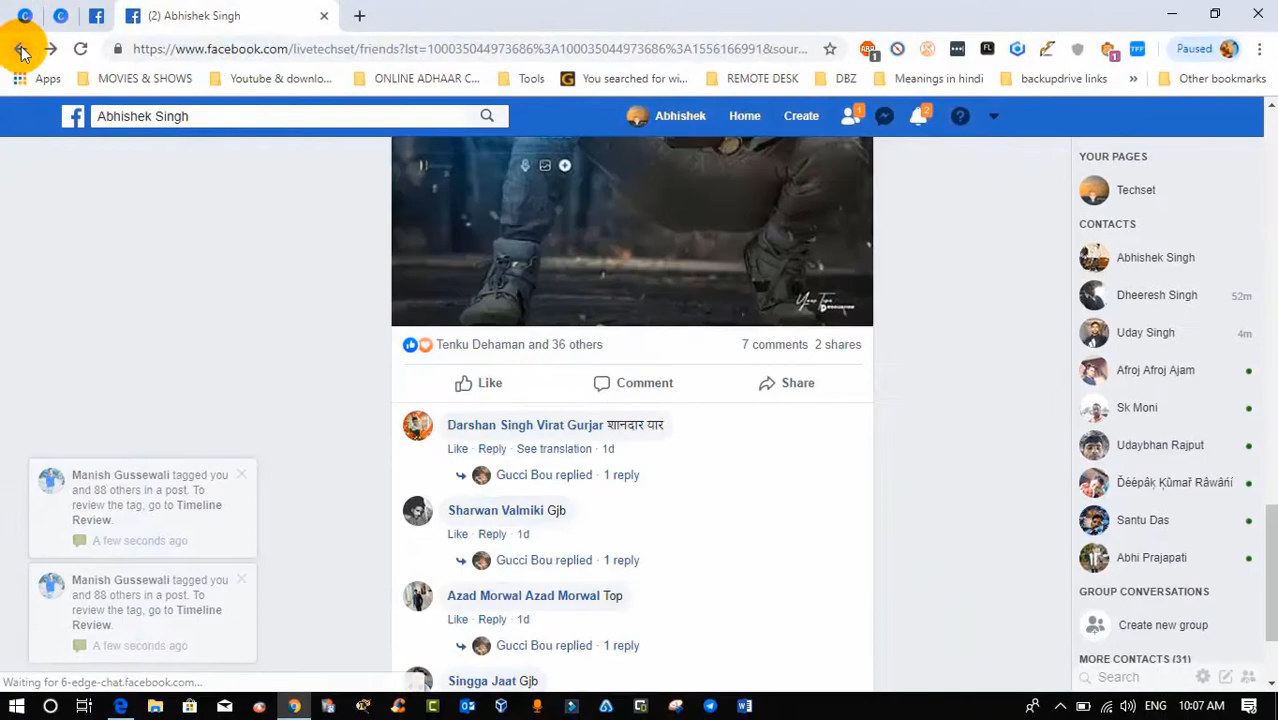 (2) Abhishek Singh
https://www.facebook.com/livetechset/friends?lst=100035044973686%3A100035044973686%3A1556166991&sour...
Paused
Apps MOVIES & SHOWS Youtube & downlo... ONLINE ADHAAR C... Tools You searched for wi... REMOTE DESK DBZ Meanings in hindi backupdrive links » Other bookmarks
Abhishek Singh
Abhishek Home Create 1 2
YOUR PAGES
Techset
CONTACTS
Abhishek Singh
Dheeresh Singh 52m
Uday Singh 4m
Afroj Afroj Ajam
Sk Moni
Udaybhan Rajput
Santu Das
Abhi Prajapati
GROUP CONVERSATIONS
Create new group
MORE CONTACTS (31)
Search
Tenku Dehaman and 36 others 7 comments 2 shares
Like Comment Share
Darshan Singh Virat Gurjar शानदार यार
Like · Reply · See translation · 1d
Gucci Bou replied · 1 reply
Sharwan Valmiki Gjb
Like · Reply · 1d
Gucci Bou replied · 1 reply
Azad Morwal Azad Morwal Top
Like · Reply · 1d
Gucci Bou replied · 1 reply
Singga Jaat Gjb
Manish Gussewali tagged you
and 88 others in a post. To
review the tag, go to Timeline
Review.
A few seconds ago
Manish Gussewali tagged you
and 88 others in a post. To
review the tag, go to Timeline
Review.
A few seconds ago
Waiting for 6-edge-chat.facebook.com...
ENG 10:07 AM